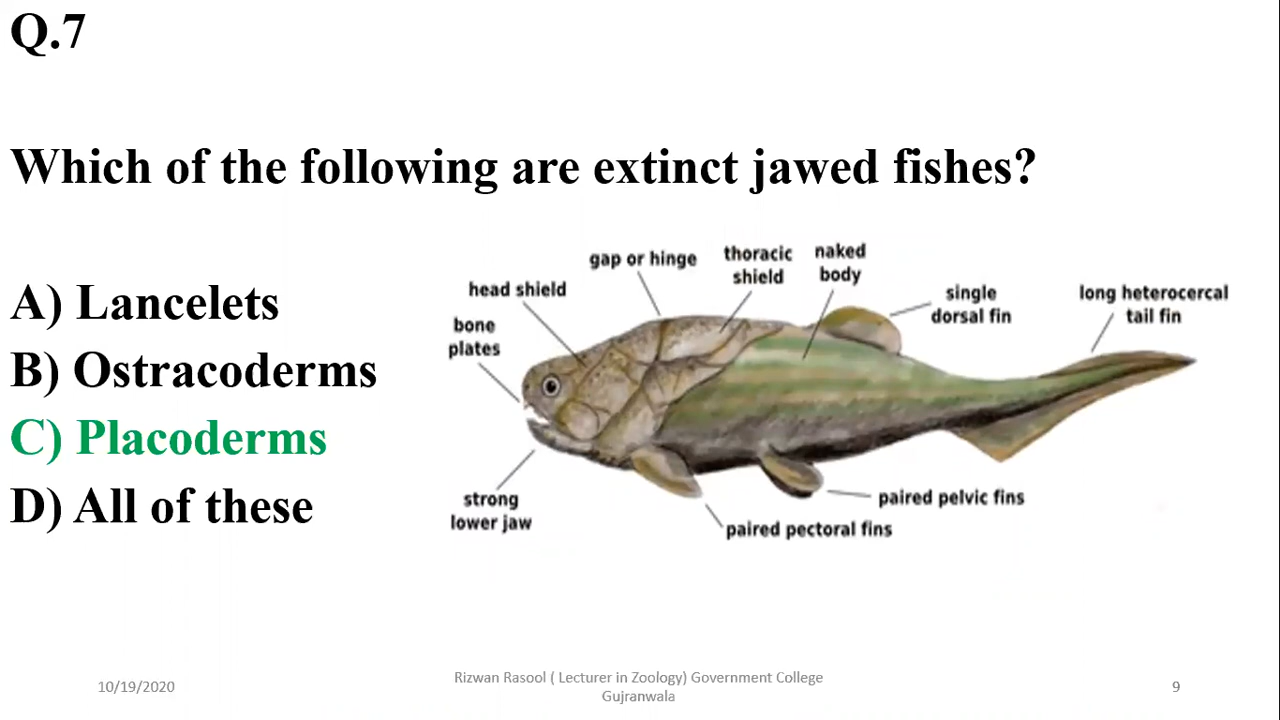 Q.7
Which of the following are extinct jawed fishes?
A) Lancelets
B) Ostracoderms
C) Placoderms
D) All of these
gap or hinge
thoracic
shield
naked
body
head shield
bone
plates
single
dorsal fin
long heterocercal
tail fin
strong
lower jaw
paired pelvic fins
paired pectoral fins
10/19/2020
Rizwan Rasool ( Lecturer in Zoology) Government College
Gujranwala
9